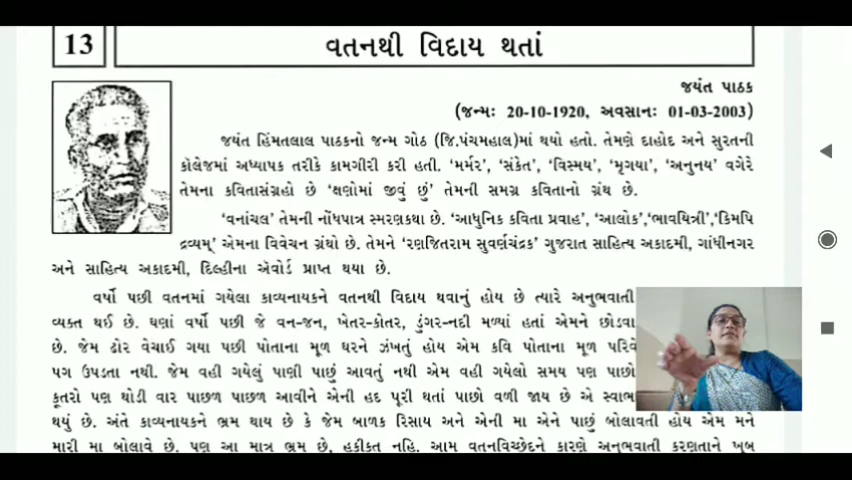 13
વતનથી વિદાય થતાં
જયંત પાઠક
(જન્મઃ 20-10-1920, અવસાનઃ 01-03-2003)
જયંત હિંમતલાલ પાઠકનો જન્મ ગોઠ (જિ.પંચમહાલ)માં થયો હતો. તેમણે દાહોદ અને સુરતની
કૉલેજમાં અધ્યાપક તરીકે કામગીરી કરી હતી. ‘મર્મર’, ‘સંકેત’, ‘વિસ્મય’, ‘મૃગયા’, ‘અનુનય’ વગેરે
તેમના કવિતાસંગ્રહો છે ‘ક્ષણોમાં જીવું છું’ તેમની સમગ્ર કવિતાનો ગ્રંથ છે.
‘વનાંચલ’ તેમની નોંધપાત્ર સ્મરણકથા છે. ‘આધુનિક કવિતા પ્રવાહ’, ‘આલોક’,‘ભાવયિત્રી’,‘કિમપિ
દ્રવ્યમ્’ એમના વિવેચન ગ્રંથો છે. તેમને ‘રણજિતરામ સુવર્ણચંદ્રક’ ગુજરાત સાહિત્ય અકાદમી, ગાંધીનગર
અને સાહિત્ય અકાદમી, દિલ્હીના ઍવોર્ડ પ્રાપ્ત થયા છે.
વર્ષો પછી વતનમાં ગયેલા કાવ્યનાયકને વતનથી વિદાય થવાનું હોય છે ત્યારે અનુભવાતી
વ્યક્ત થઈ છે. ઘણાં વર્ષો પછી જે વન-જન, ખેતર-કોતર, ડુંગર-નદી મળ્યાં હતાં એમને છોડવા
છે. જેમ ઢોર વેચાઈ ગયા પછી પોતાના મૂળ ઘરને ઝંખતું હોય એમ કવિ પોતાના મૂળ પરિવે
પગ ઉપડતા નથી. જેમ વહી ગયેલું પાણી પાછું આવતું નથી એમ વહી ગયેલો સમય પણ પાછો
કૂતરો પણ થોડી વાર પાછળ પાછળ આવીને એની હદ પૂરી થતાં પાછો વળી જાય છે એ સ્વાભ
થયું છે. અંતે કાવ્યનાયકને ભ્રમ થાય છે કે જેમ બાળક રિસાય અને એની મા એને પાછું બોલાવતી હોય એમ મને
મારી મા બોલાવે છે. પણ આ માત્ર ભ્રમ છે, હકીકત નહિ. આમ વતનવિચ્છેદને કારણે અનુભવાતી કરુણતાને ખૂબ